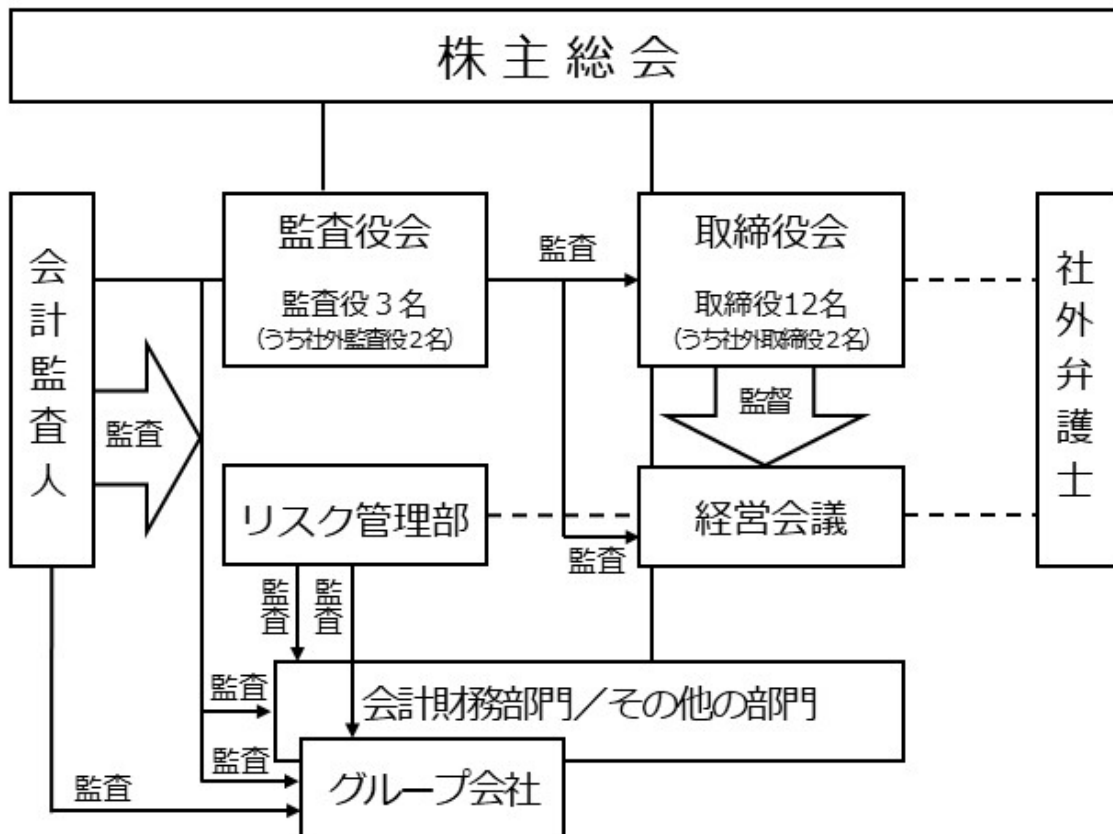 株主総会
会計監査人
監査役会
監査役３名
(うち社外監査役２名)
監査
取締役会
取締役12名
(うち社外取締役２名)
社外弁護士
監査
監督
リスク管理部
経営会議
監査
監査
監査
監査
会計財務部門／その他の部門
監査
グループ会社
監査